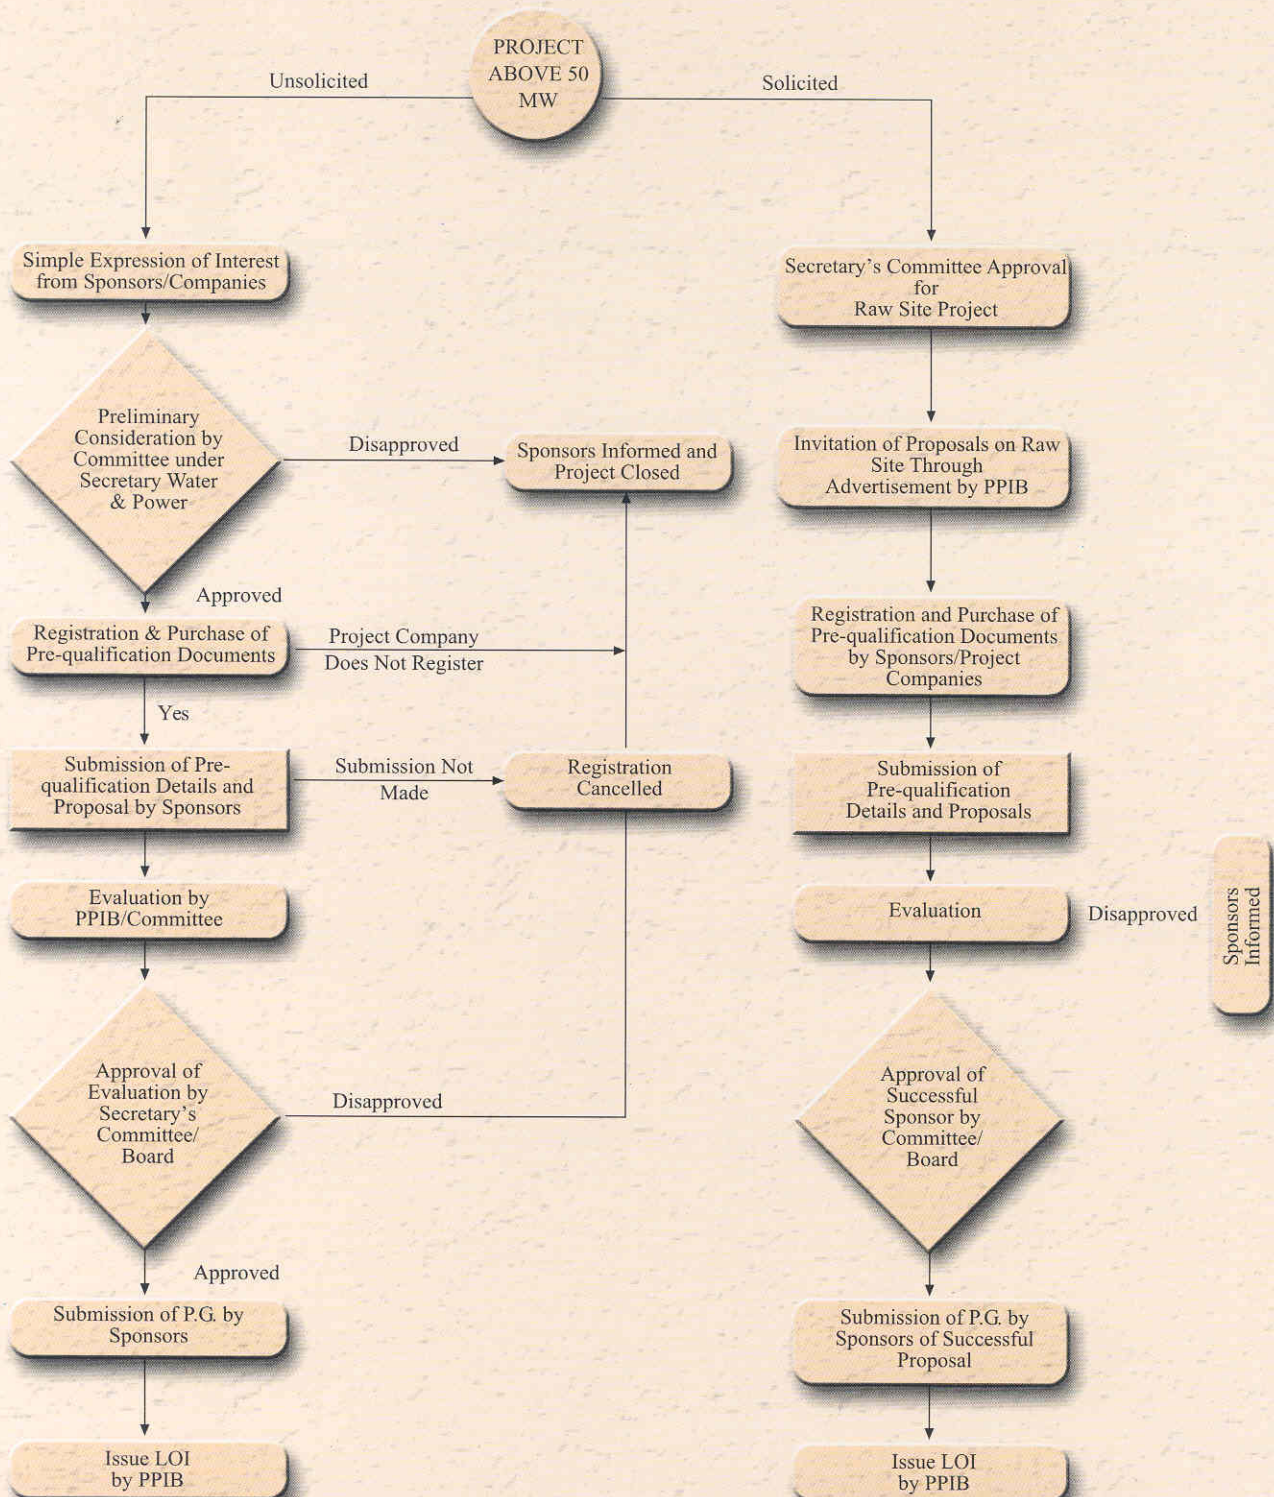 PROJECT
ABOVE 50
MW
Unsolicited
Solicited
Simple Expression of Interest
from Sponsors/Companies
Preliminary
Consideration by
Committee under
Secretary Water
& Power
Disapproved
Sponsors Informed and
Project Closed
Approved
Registration & Purchase of
Pre-qualification Documents
Project Company
Does Not Register
Yes
Submission of Pre-
qualification Details and
Proposal by Sponsors
Submission Not
Made
Registration
Cancelled
Evaluation by
PPIB/Committee
Approval of
Evaluation by
Secretary's
Committee/
Board
Disapproved
Approved
Submission of P.G. by
Sponsors
Issue LOI
by PPIB
Secretary's Committee Approval
for
Raw Site Project
Invitation of Proposals on Raw
Site Through
Advertisement by PPIB
Registration and Purchase of
Pre-qualification Documents
by Sponsors/Project
Companies
Submission of
Pre-qualification
Details and Proposals
Evaluation
Disapproved
Sponsors
Informed
Approval of
Successful
Sponsor by
Committee/
Board
Submission of P.G. by
Sponsors of Successful
Proposal
Issue LOI
by PPIB